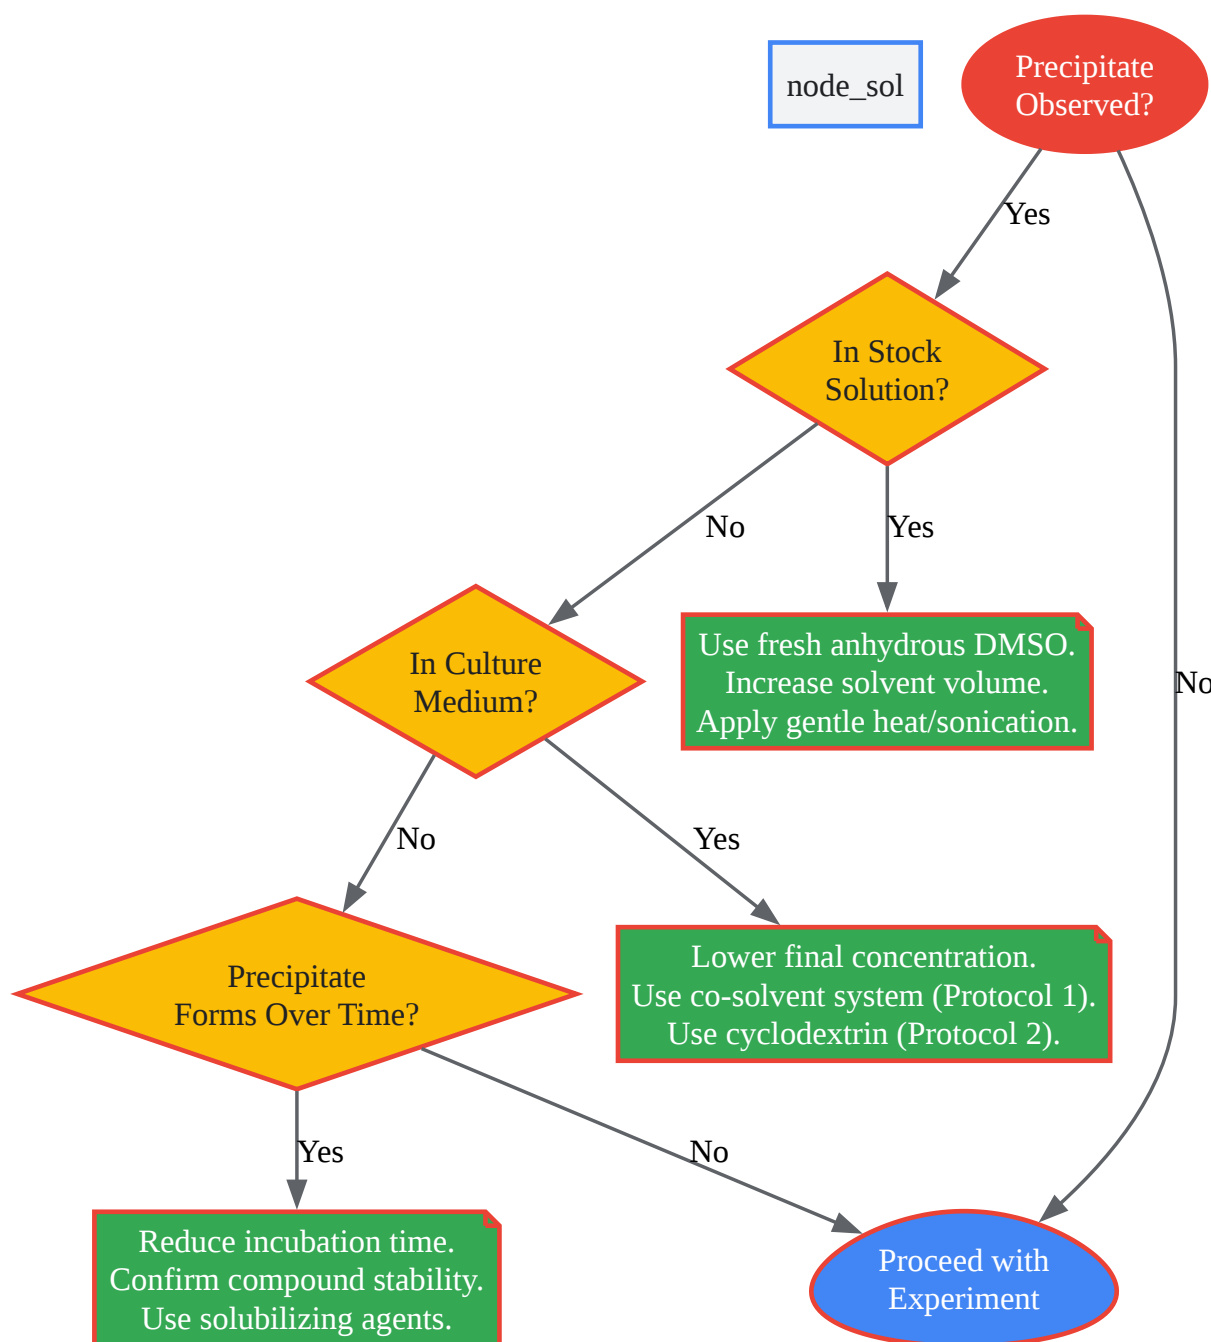 node_sol
Precipitate
Observed?
Yes
In Stock
Solution?
No
Yes
In Culture
Medium?
Use fresh anhydrous DMSO.
Increase solvent volume.
Apply gentle heat/sonication.
No
No
Yes
Precipitate
Forms Over Time?
Lower final concentration.
Use co-solvent system (Protocol 1).
Use cyclodextrin (Protocol 2).
Yes
No
Reduce incubation time.
Confirm compound stability.
Use solubilizing agents.
Proceed with
Experiment